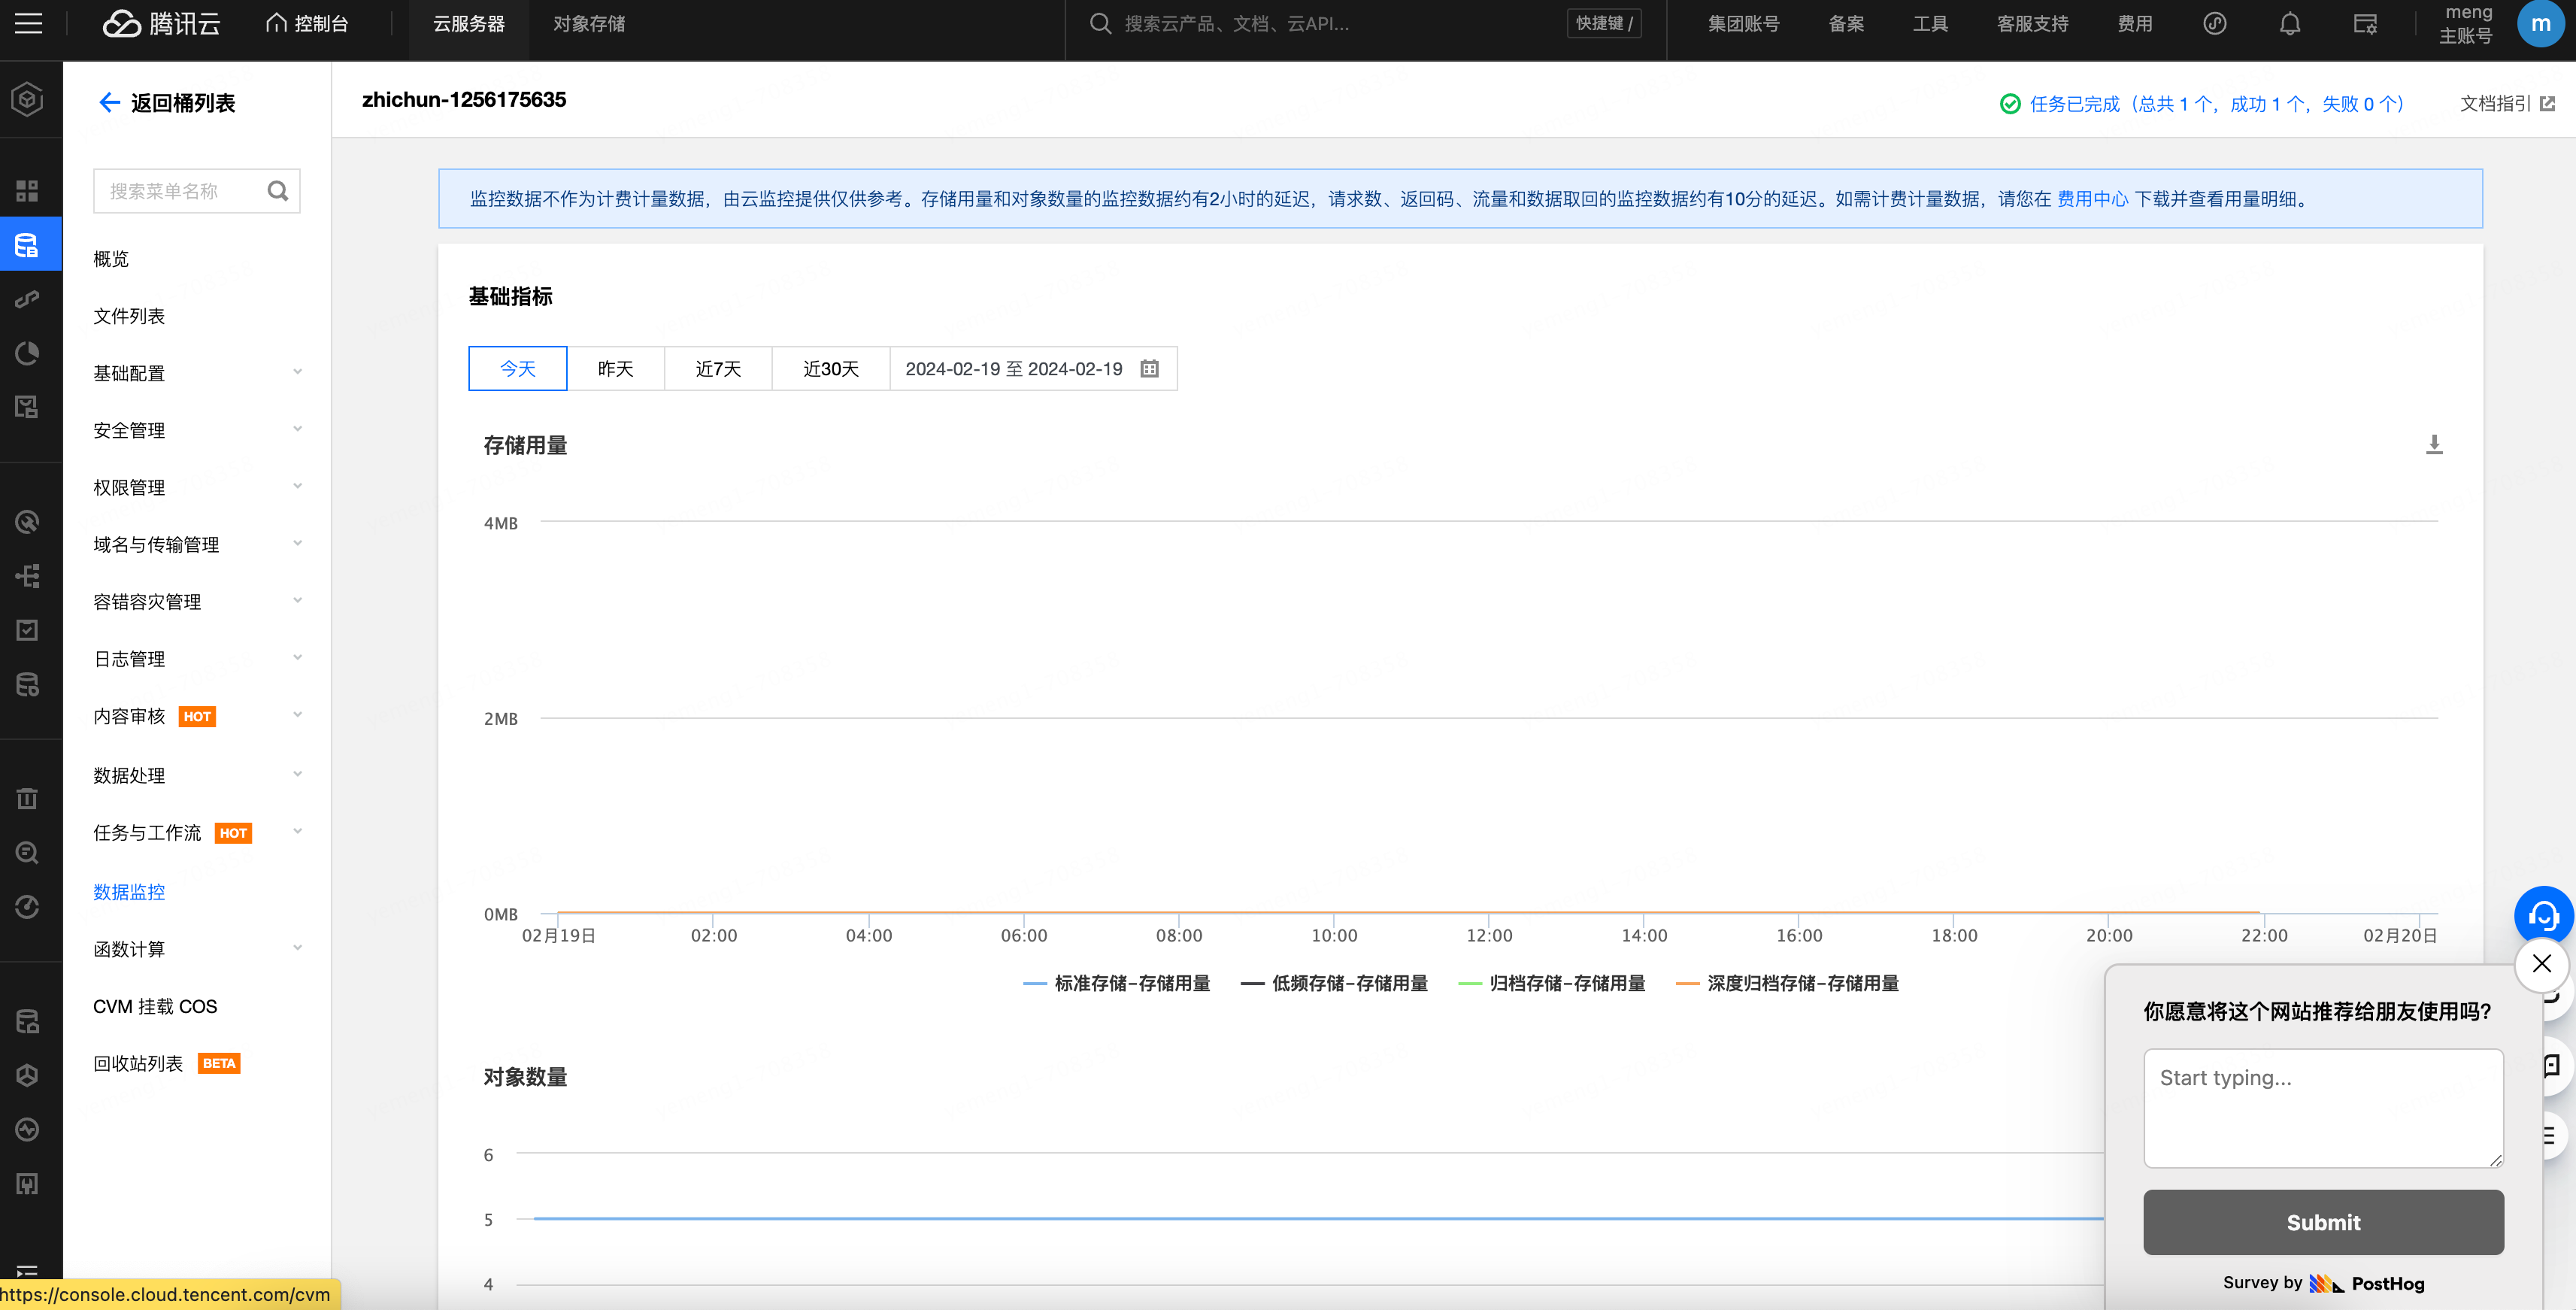 腾讯云
控制台
云服务器
对象存储
搜索云产品、文档、云API...
快捷键 /
集团账号
备案
工具
客服支持
费用
meng
主账号
m
返回桶列表
zhichun-1256175635
任务已完成（总共 1 个，成功 1 个，失败 0 个）
文档指引
搜索菜单名称
概览
文件列表
基础配置
安全管理
权限管理
域名与传输管理
容错容灾管理
日志管理
内容审核 HOT
数据处理
任务与工作流 HOT
数据监控
函数计算
CVM 挂载 COS
回收站列表 BETA
https://console.cloud.tencent.com/cvm
监控数据不作为计费计量数据，由云监控提供仅供参考。存储用量和对象数量的监控数据约有2小时的延迟，请求数、返回码、流量和数据取回的监控数据约有10分的延迟。如需计费计量数据，请您在 费用中心 下载并查看用量明细。
基础指标
今天
昨天
近7天
近30天
2024-02-19 至 2024-02-19
存储用量
4MB
2MB
0MB
02月19日 02:00 04:00 06:00 08:00 10:00 12:00 14:00 16:00 18:00 20:00 22:00 02月20日
标准存储-存储用量 低频存储-存储用量 归档存储-存储用量 深度归档存储-存储用量
对象数量
6
5
4
你愿意将这个网站推荐给朋友使用吗?
Start typing...
Submit
Survey by PostHog